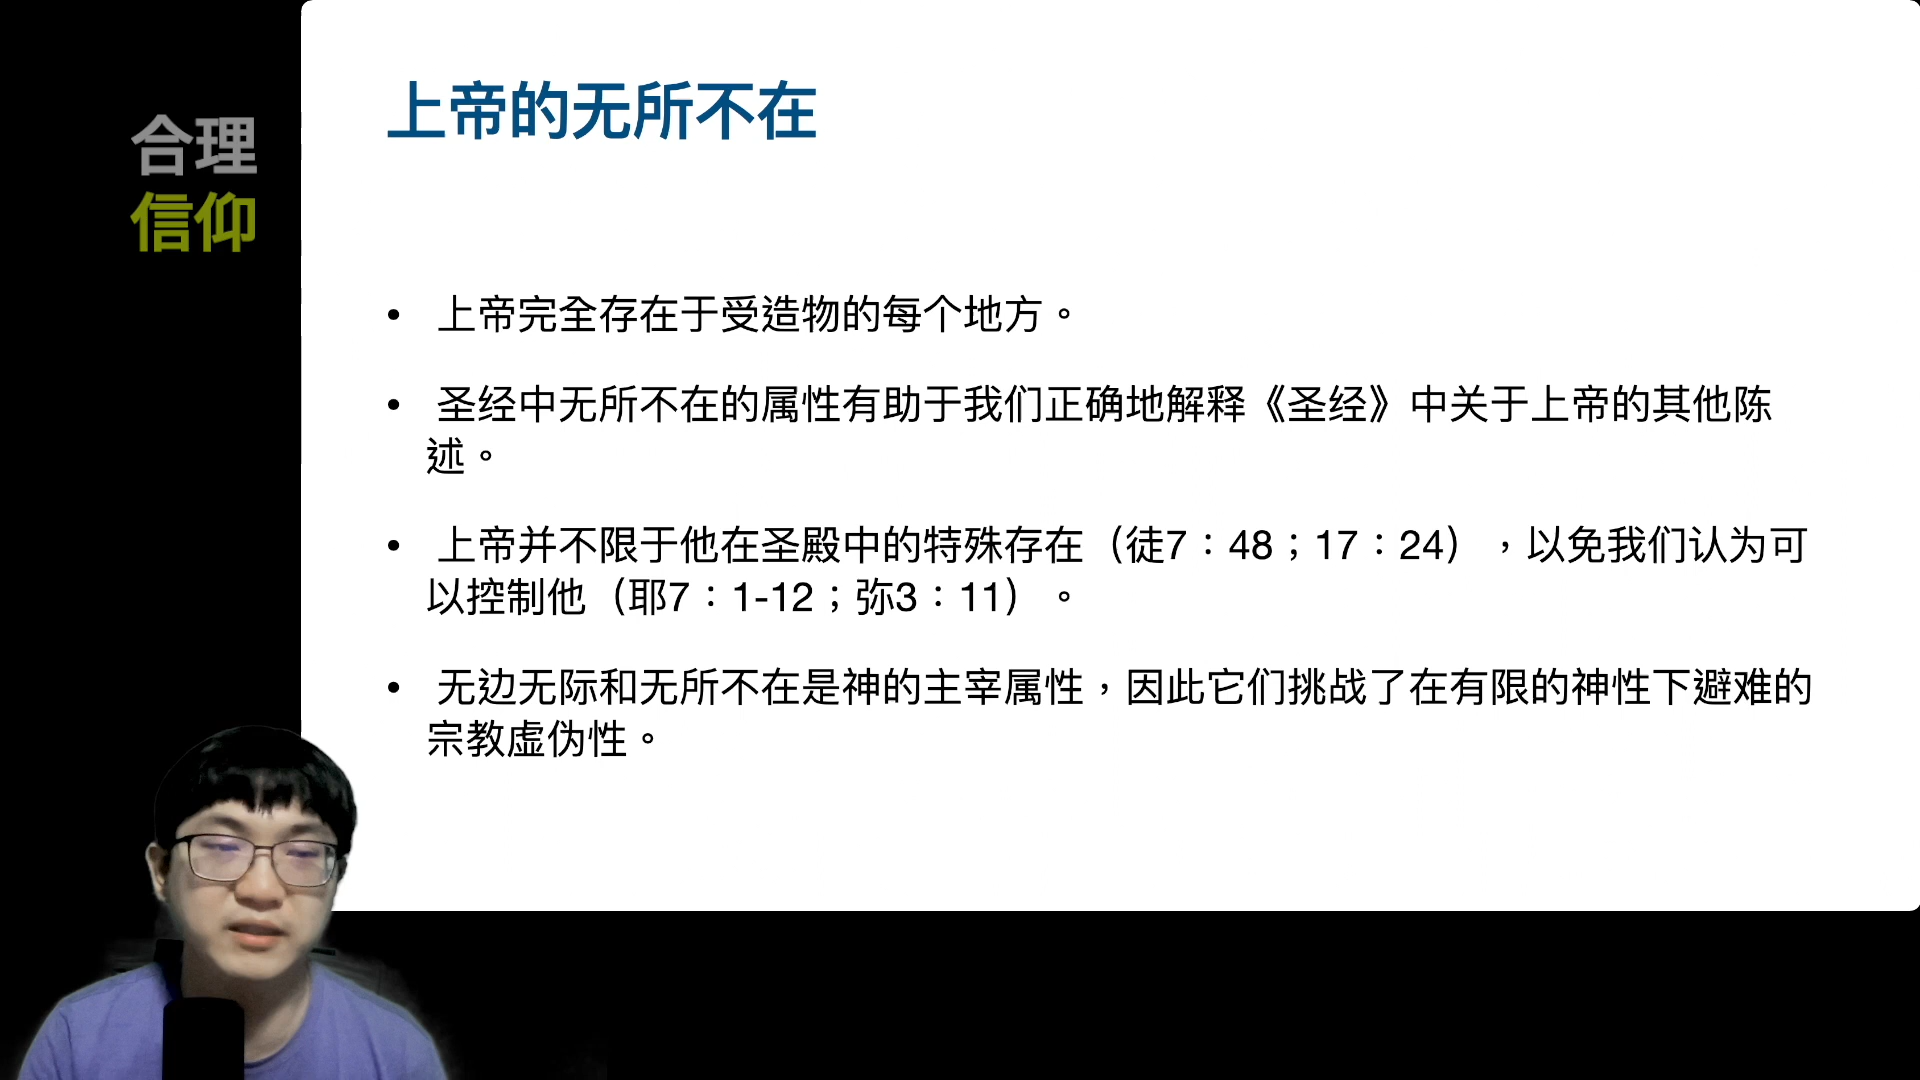 合理
信仰
上帝的无所不在
• 上帝完全存在于受造物的每个地方。
• 圣经中无所不在的属性有助于我们正确地解释《圣经》中关于上帝的其他陈
述。
• 上帝并不限于他在圣殿中的特殊存在（徒7：48；17：24），以免我们认为可
以控制他（耶7：1-12；弥3：11）。
• 无边无际和无所不在是神的主宰属性，因此它们挑战了在有限的神性下避难的
宗教虚伪性。